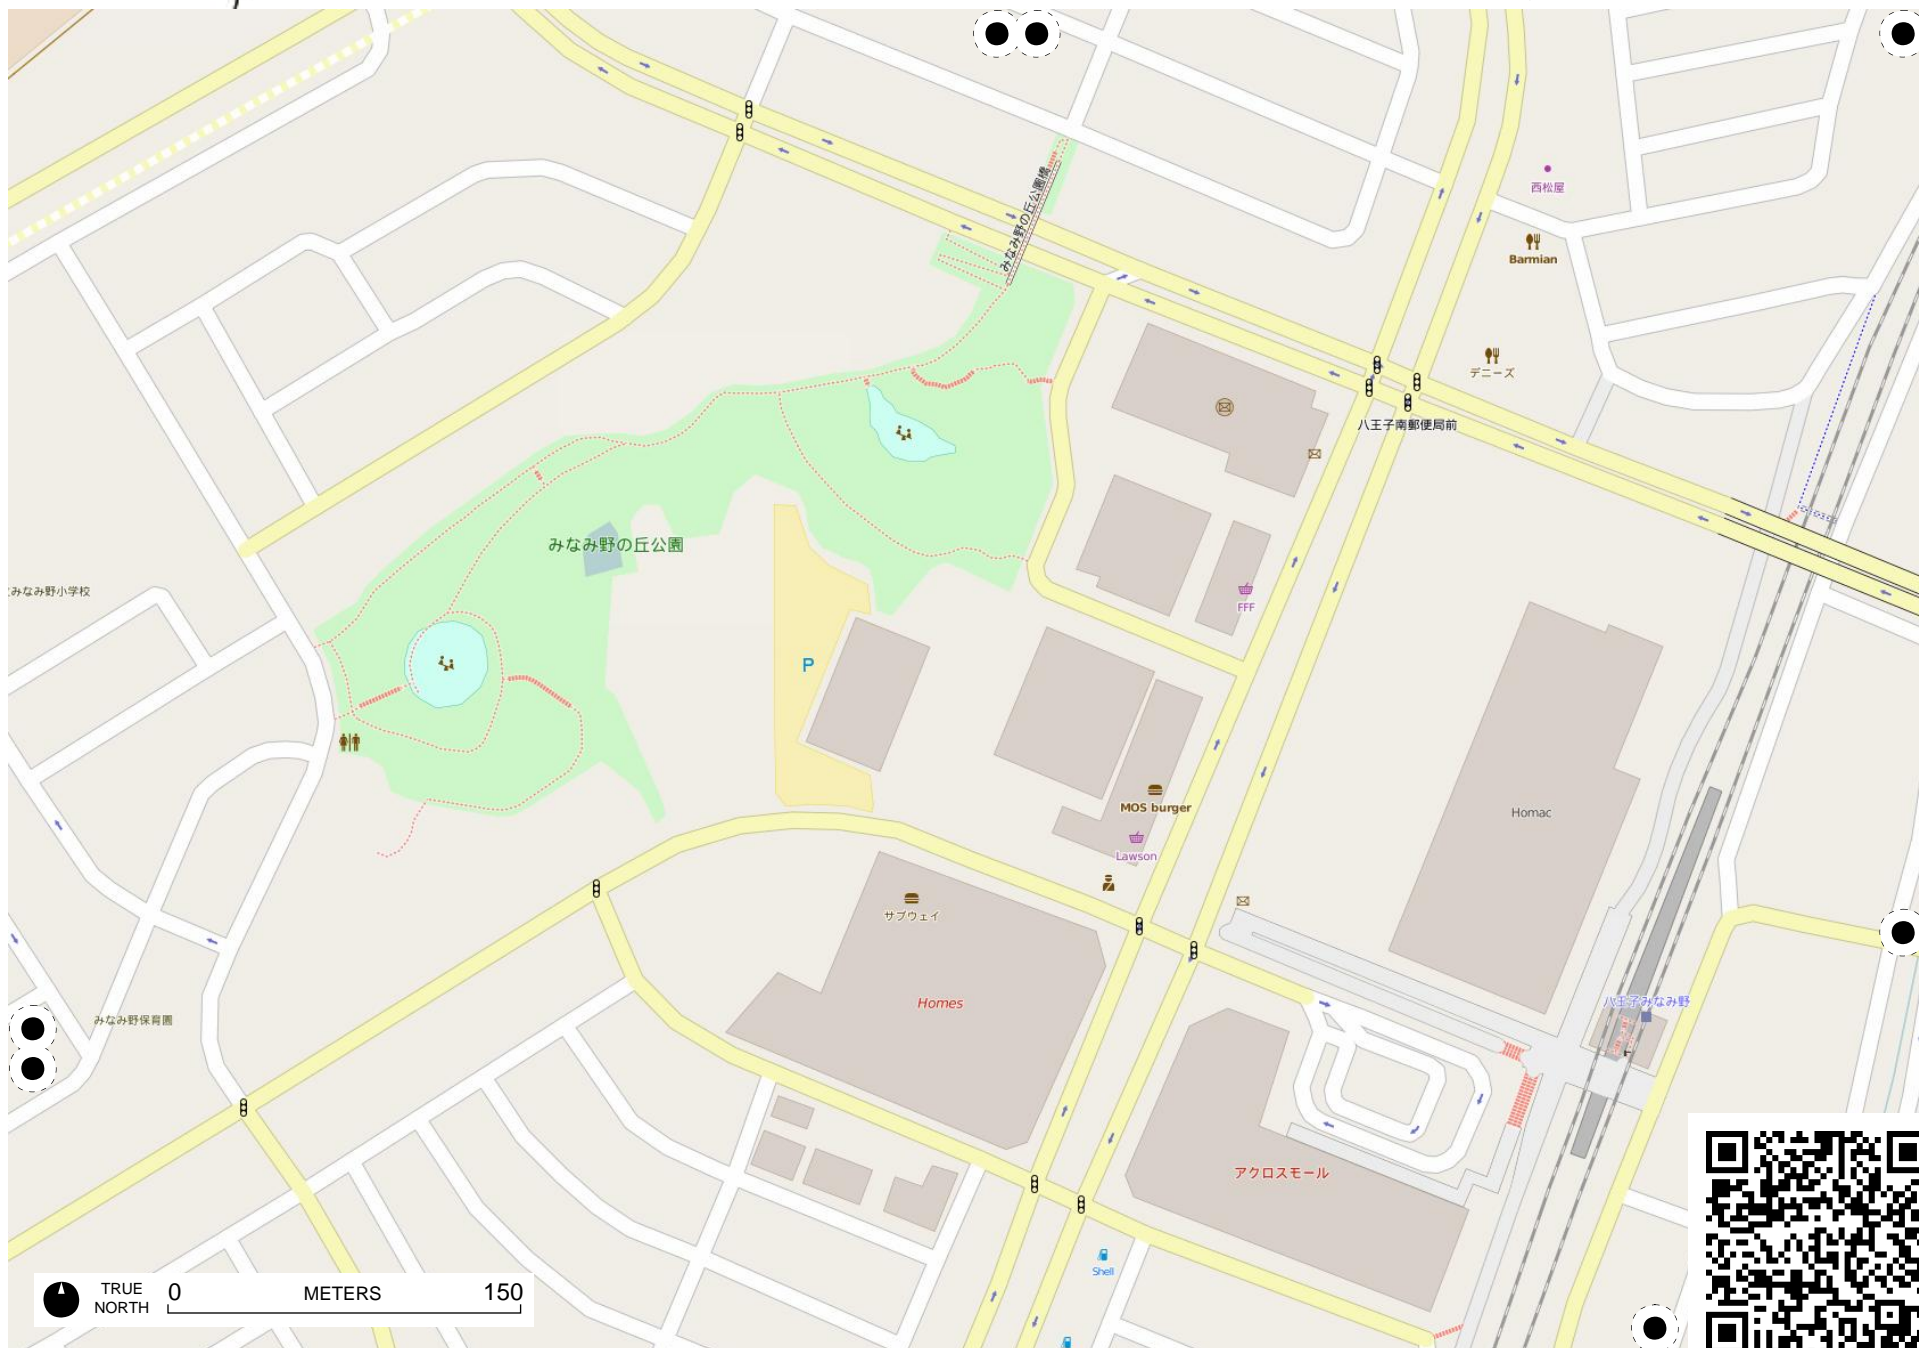 みなみ野の丘公園橋
西松屋
Barmian
デニーズ
八王子南郵便局前
みなみ野の丘公園
みなみ野小学校
FFF
P
MOS burger
Homac
Lawson
サブウェイ
Homes
八王子みなみ野
みなみ野保育園
アクロスモール
Shell
TRUE NORTH
0 METERS 150